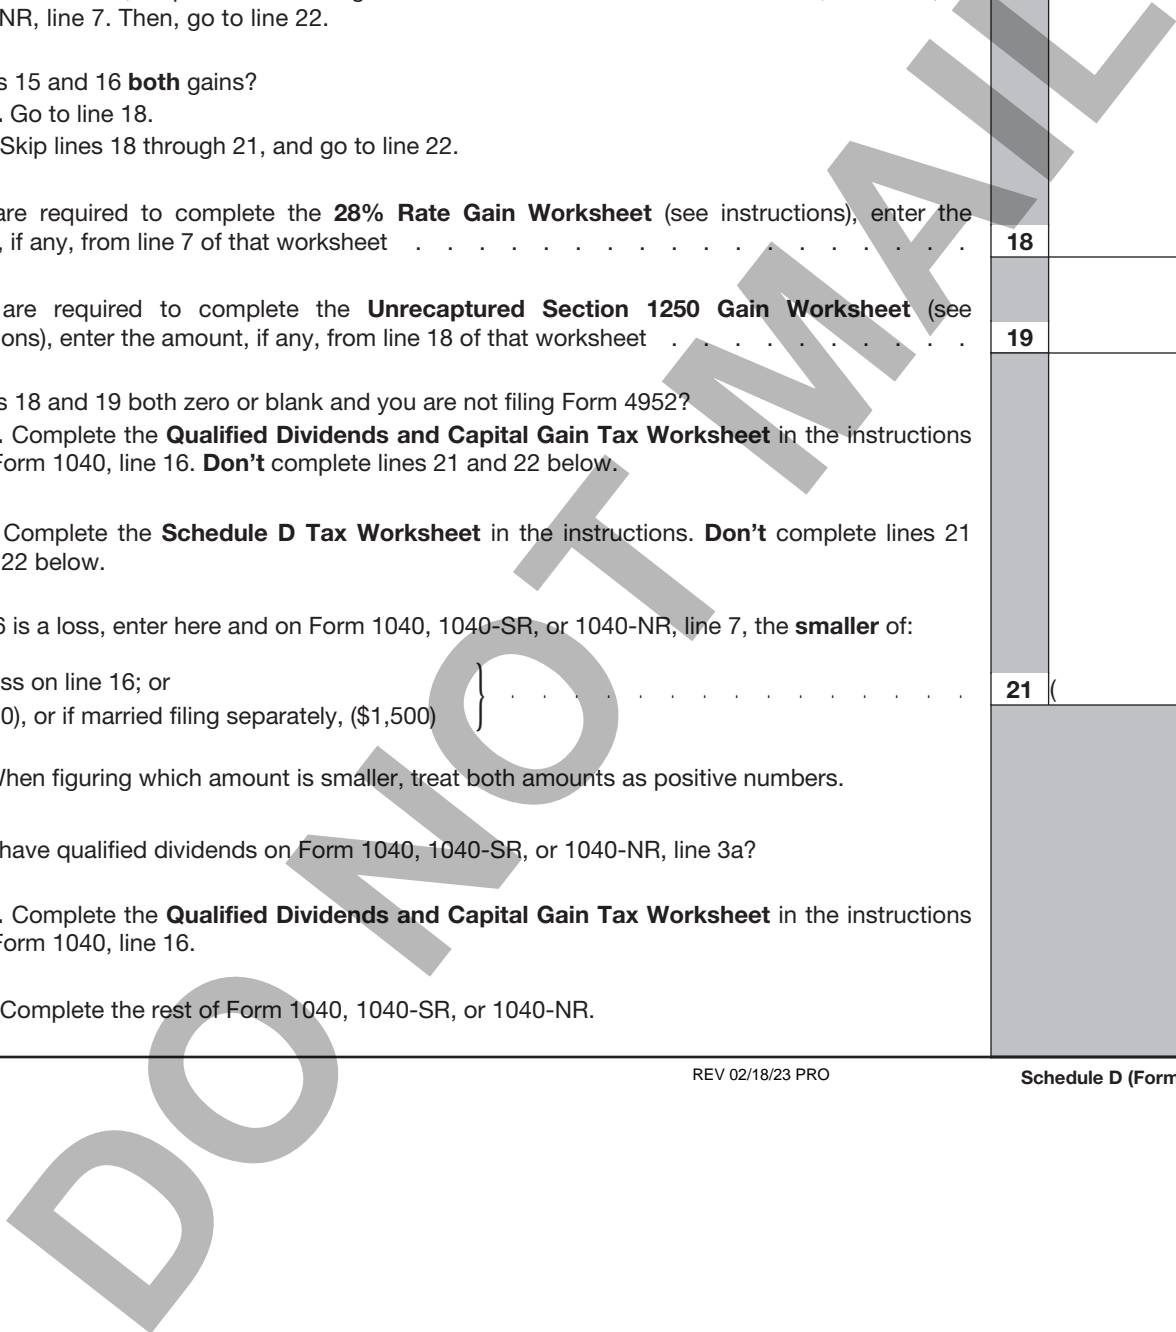 NR, line 7. Then, go to line 22.
s 15 and 16 both gains?
. Go to line 18.
Skip lines 18 through 21, and go to line 22.
are required to complete the 28% Rate Gain Worksheet (see instructions), enter the
, if any, from line 7 of that worksheet . . . . . . . . . . . . . . . . . . 18
are required to complete the Unrecaptured Section 1250 Gain Worksheet (see
ons), enter the amount, if any, from line 18 of that worksheet . . . . . . . . . . 19
s 18 and 19 both zero or blank and you are not filing Form 4952?
. Complete the Qualified Dividends and Capital Gain Tax Worksheet in the instructions
Form 1040, line 16. Don't complete lines 21 and 22 below.
Complete the Schedule D Tax Worksheet in the instructions. Don't complete lines 21
22 below.
6 is a loss, enter here and on Form 1040, 1040-SR, or 1040-NR, line 7, the smaller of:
ss on line 16; or
0), or if married filing separately, ($1,500) } . . . . . . . . . . . . . . . 21 (
When figuring which amount is smaller, treat both amounts as positive numbers.
have qualified dividends on Form 1040, 1040-SR, or 1040-NR, line 3a?
. Complete the Qualified Dividends and Capital Gain Tax Worksheet in the instructions
Form 1040, line 16.
Complete the rest of Form 1040, 1040-SR, or 1040-NR.
REV 02/18/23 PRO Schedule D (Form
DO NOT MAIL